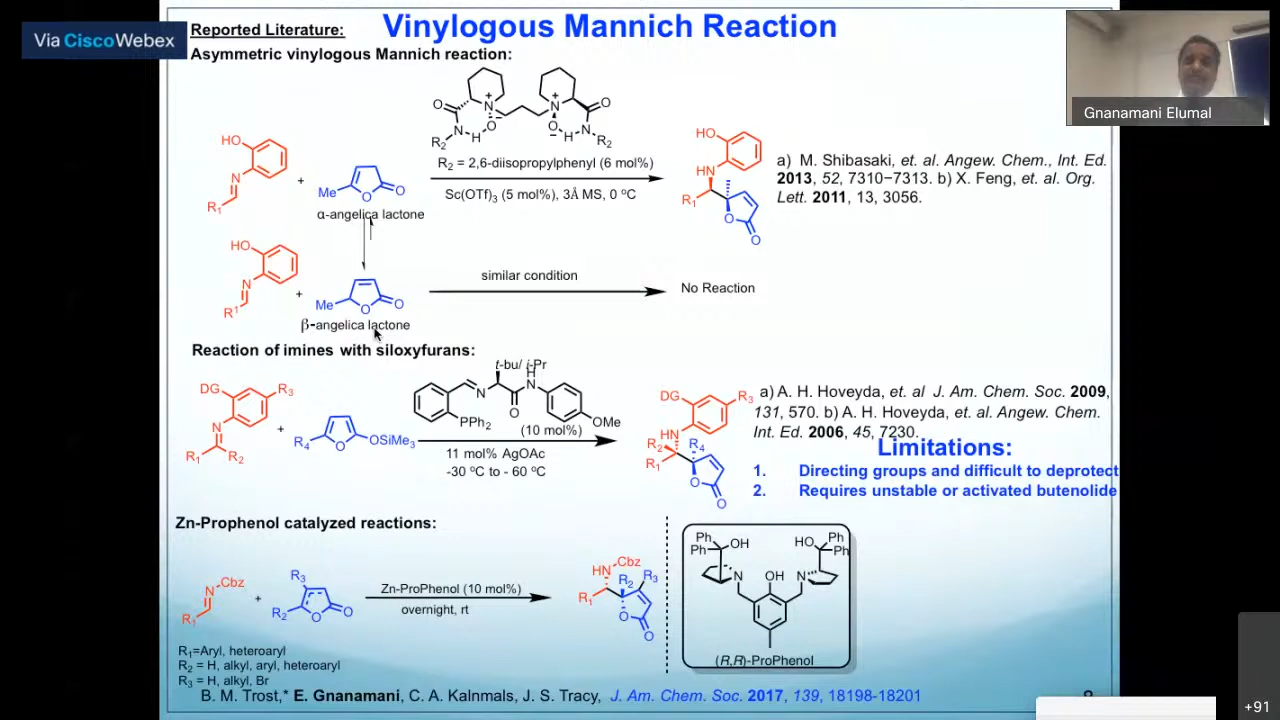 Via Cisco Webex
Vinylogous Mannich Reaction
Reported Literature:
Asymmetric vinylogous Mannich reaction:
Gnanamani Elumal
O N + O − N H R2 + N O − H N O R2
R2 = 2,6-diisopropylphenyl (6 mol%)
Sc(OTf)3 (5 mol%), 3Å MS, 0 ºC
HO N R1 + Me O O
α-angelica lactone
HO HN R1 O O
a) M. Shibasaki, et. al. Angew. Chem., Int. Ed.
2013, 52, 7310−7313. b) X. Feng, et. al. Org.
Lett. 2011, 13, 3056.
HO N R1 + Me O O
β-angelica lactone
similar condition
No Reaction
Reaction of imines with siloxyfurans:
t-bu/ i-Pr
N H N O PPh2 OMe
(10 mol%)
11 mol% AgOAc
-30 ºC to - 60 ºC
DG R3 N R1 R2 + R4 O OSiMe3
DG R3 HN R2 R1 R4 O O
a) A. H. Hoveyda, et. al J. Am. Chem. Soc. 2009,
131, 570. b) A. H. Hoveyda, et. al. Angew. Chem.
Int. Ed. 2006, 45, 7230.
Limitations:
1. Directing groups and difficult to deprotect
2. Requires unstable or activated butenolide
Zn-Prophenol catalyzed reactions:
N Cbz R1 + R3 R2 O O
Zn-ProPhenol (10 mol%)
overnight, rt
HN Cbz R1 R2 R3 O O
Ph Ph OH HO Ph Ph
N OH N
(R,R)-ProPhenol
R1=Aryl, heteroaryl
R2 = H, alkyl, aryl, heteroaryl
R3 = H, alkyl, Br
B. M. Trost,* E. Gnanamani, C. A. Kalnmals, J. S. Tracy, J. Am. Chem. Soc. 2017, 139, 18198-18201
+91